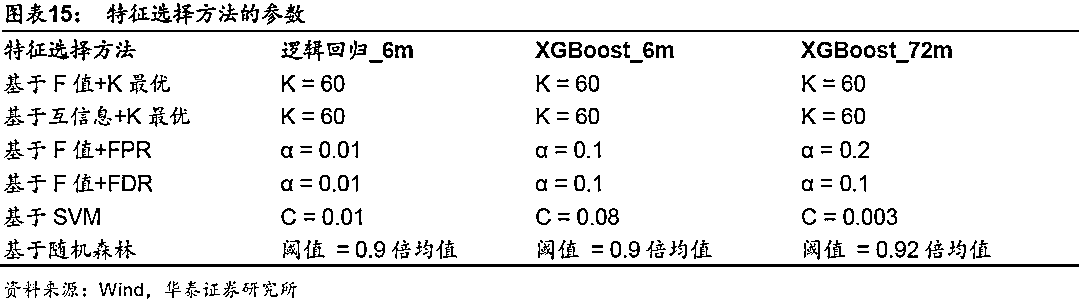 图表15： 特征选择方法的参数
特征选择方法 逻辑回归_6m XGBoost_6m XGBoost_72m
基于 F 值+K 最优 K = 60 K = 60 K = 60
基于互信息+K 最优 K = 60 K = 60 K = 60
基于 F 值+FPR α = 0.01 α = 0.1 α = 0.2
基于 F 值+FDR α = 0.01 α = 0.1 α = 0.1
基于 SVM C = 0.01 C = 0.08 C = 0.003
基于随机森林 阈值 = 0.9 倍均值 阈值 = 0.9 倍均值 阈值 = 0.92 倍均值
资料来源：Wind，华泰证券研究所